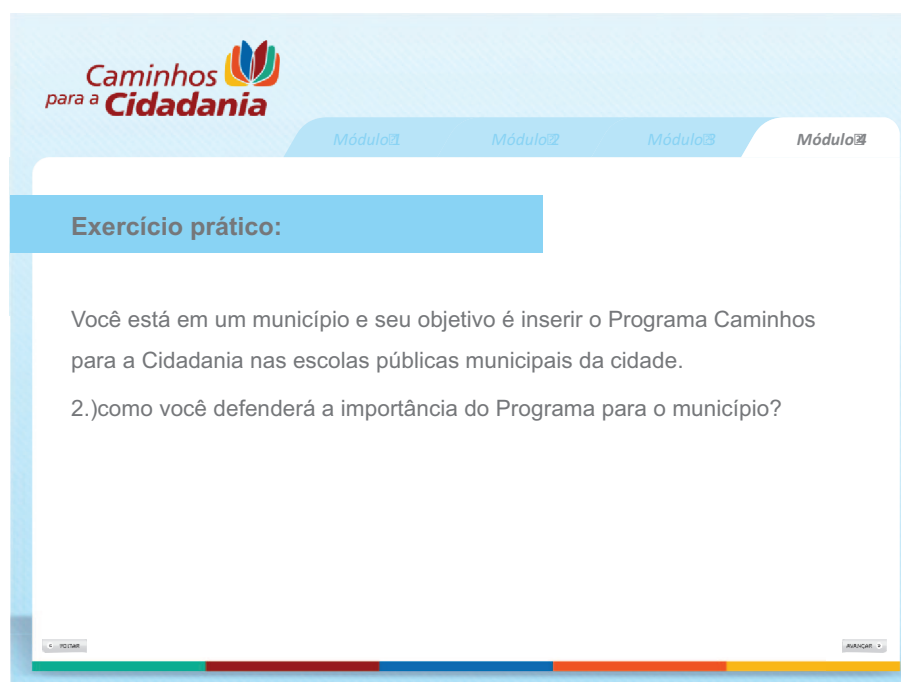 Caminhos
para a Cidadania
Módulo 1 Módulo 2 Módulo 3 Módulo 4
Exercício prático:
Você está em um município e seu objetivo é inserir o Programa Caminhos
para a Cidadania nas escolas públicas municipais da cidade.
2.)como você defenderá a importância do Programa para o município?
VOLTAR AVANÇAR